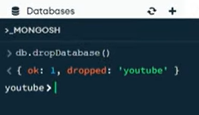 Databases
>_MONGOSH
> db.dropDatabase()
< { ok: 1, dropped: 'youtube' }
youtube>